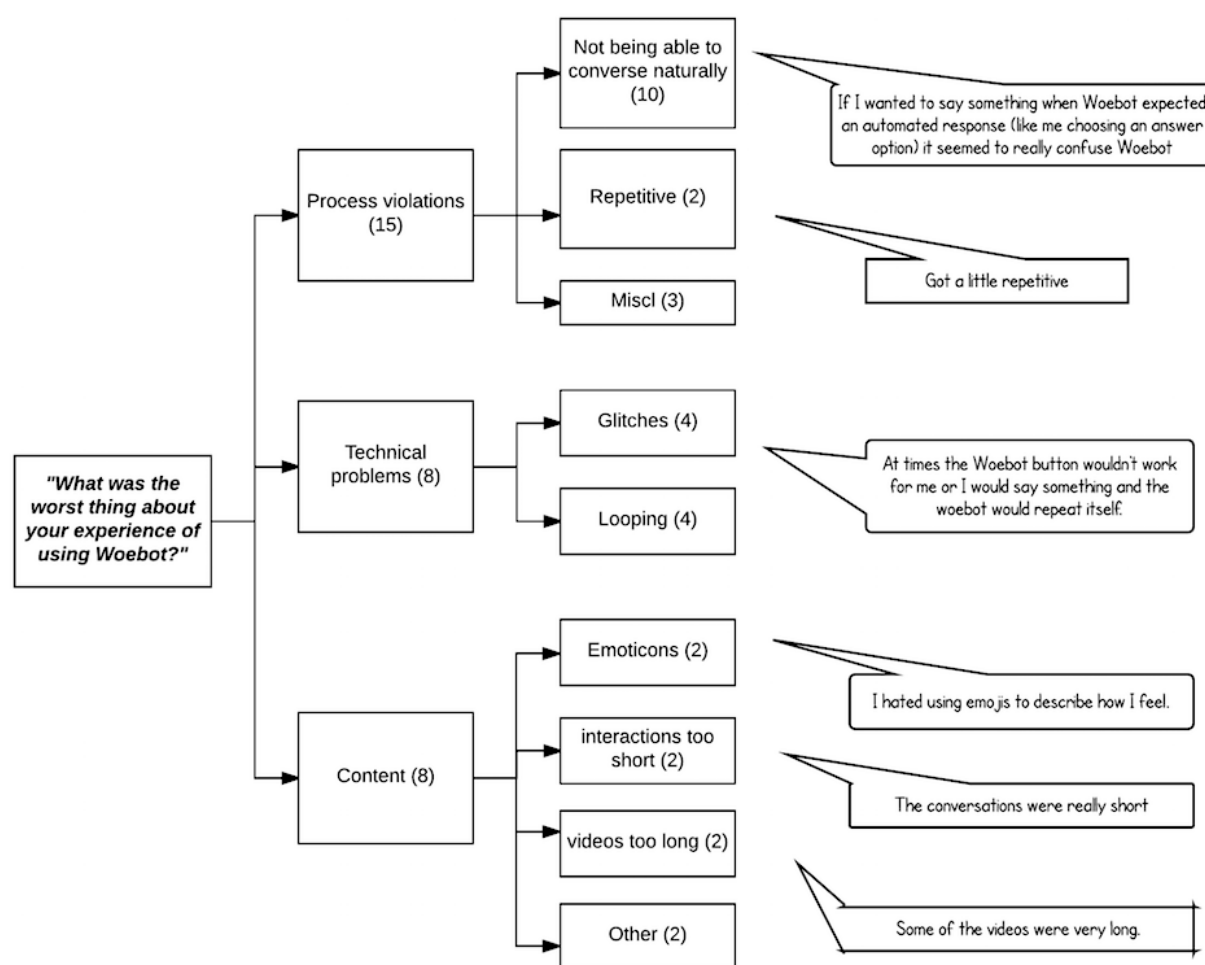 Not being able to
converse naturally
(10)
If I wanted to say something when Woebot expected
an automated response (like me choosing an answer
option) it seemed to really confuse Woebot
Process violations
(15)
Repetitive (2)
Got a little repetitive
Miscl (3)
"What was the
worst thing about
your experience of
using Woebot?"
Technical
problems (8)
Glitches (4)
At times the Woebot button wouldn't work
for me or I would say something and the
woebot would repeat itself.
Looping (4)
Content (8)
Emoticons (2)
I hated using emojis to describe how I feel.
interactions too
short (2)
The conversations were really short
videos too long (2)
Some of the videos were very long.
Other (2)